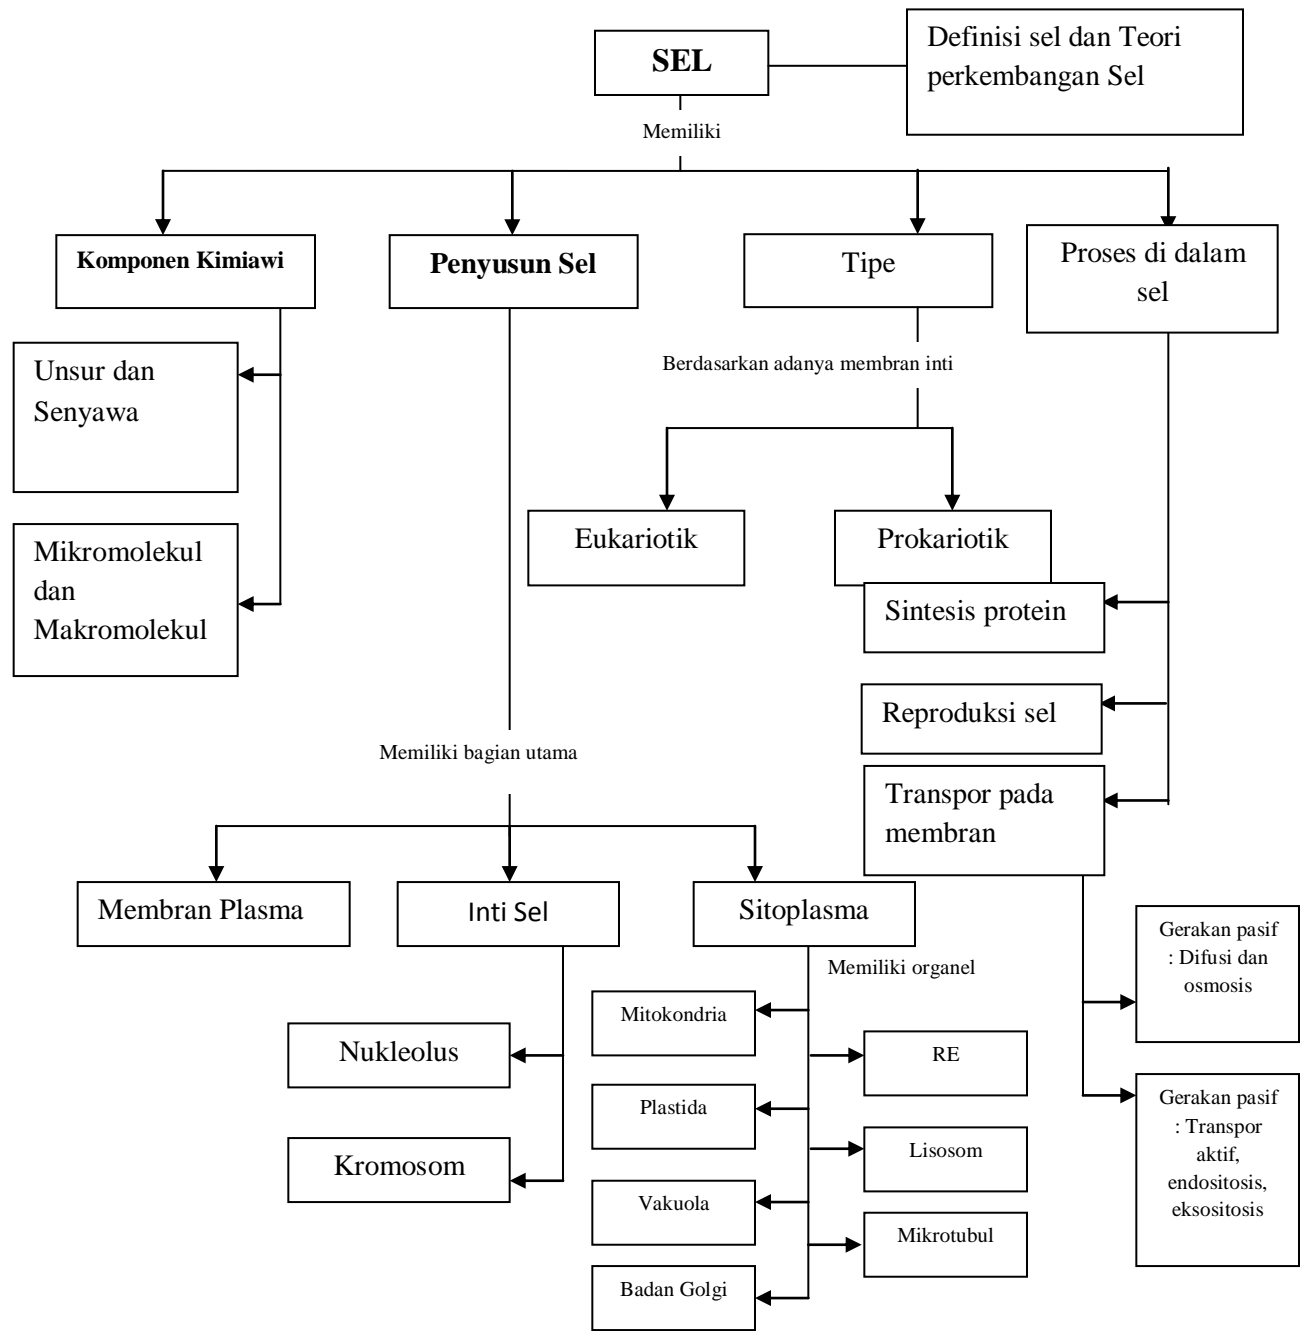 SEL
Definisi sel dan Teori
perkembangan Sel
Memiliki
Komponen Kimiawi
Penyusun Sel
Tipe
Proses di dalam
sel
Unsur dan
Senyawa
Berdasarkan adanya membran inti
Mikromolekul
dan
Makromolekul
Eukariotik
Prokariotik
Sintesis protein
Reproduksi sel
Memiliki bagian utama
Transpor pada
membran
Membran Plasma
Inti Sel
Sitoplasma
Memiliki organel
Gerakan pasif
: Difusi dan
osmosis
Mitokondria
Nukleolus
RE
Plastida
Gerakan pasif
: Transpor
aktif,
endositosis,
eksositosis
Kromosom
Lisosom
Vakuola
Mikrotubul
Badan Golgi